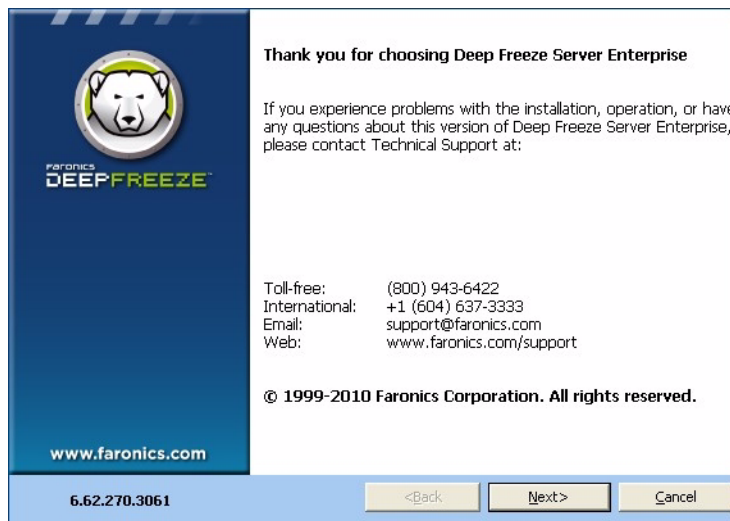 Thank you for choosing Deep Freeze Server Enterprise
If you experience problems with the installation, operation, or have
any questions about this version of Deep Freeze Server Enterprise,
please contact Technical Support at:
FARONICS
DEEPFREEZE™
Toll-free: (800) 943-6422
International: +1 (604) 637-3333
Email: support@faronics.com
Web: www.faronics.com/support
© 1999-2010 Faronics Corporation. All rights reserved.
www.faronics.com
6.62.270.3061
<Back
Next>
Cancel